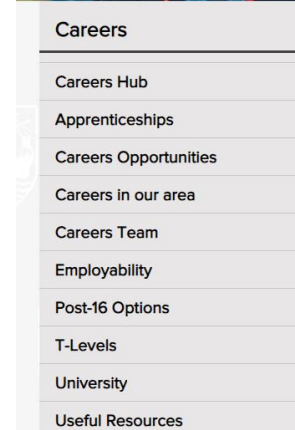 Careers
Careers Hub
Apprenticeships
Careers Opportunities
Careers in our area
Careers Team
Employability
Post-16 Options
T-Levels
University
Useful Resources